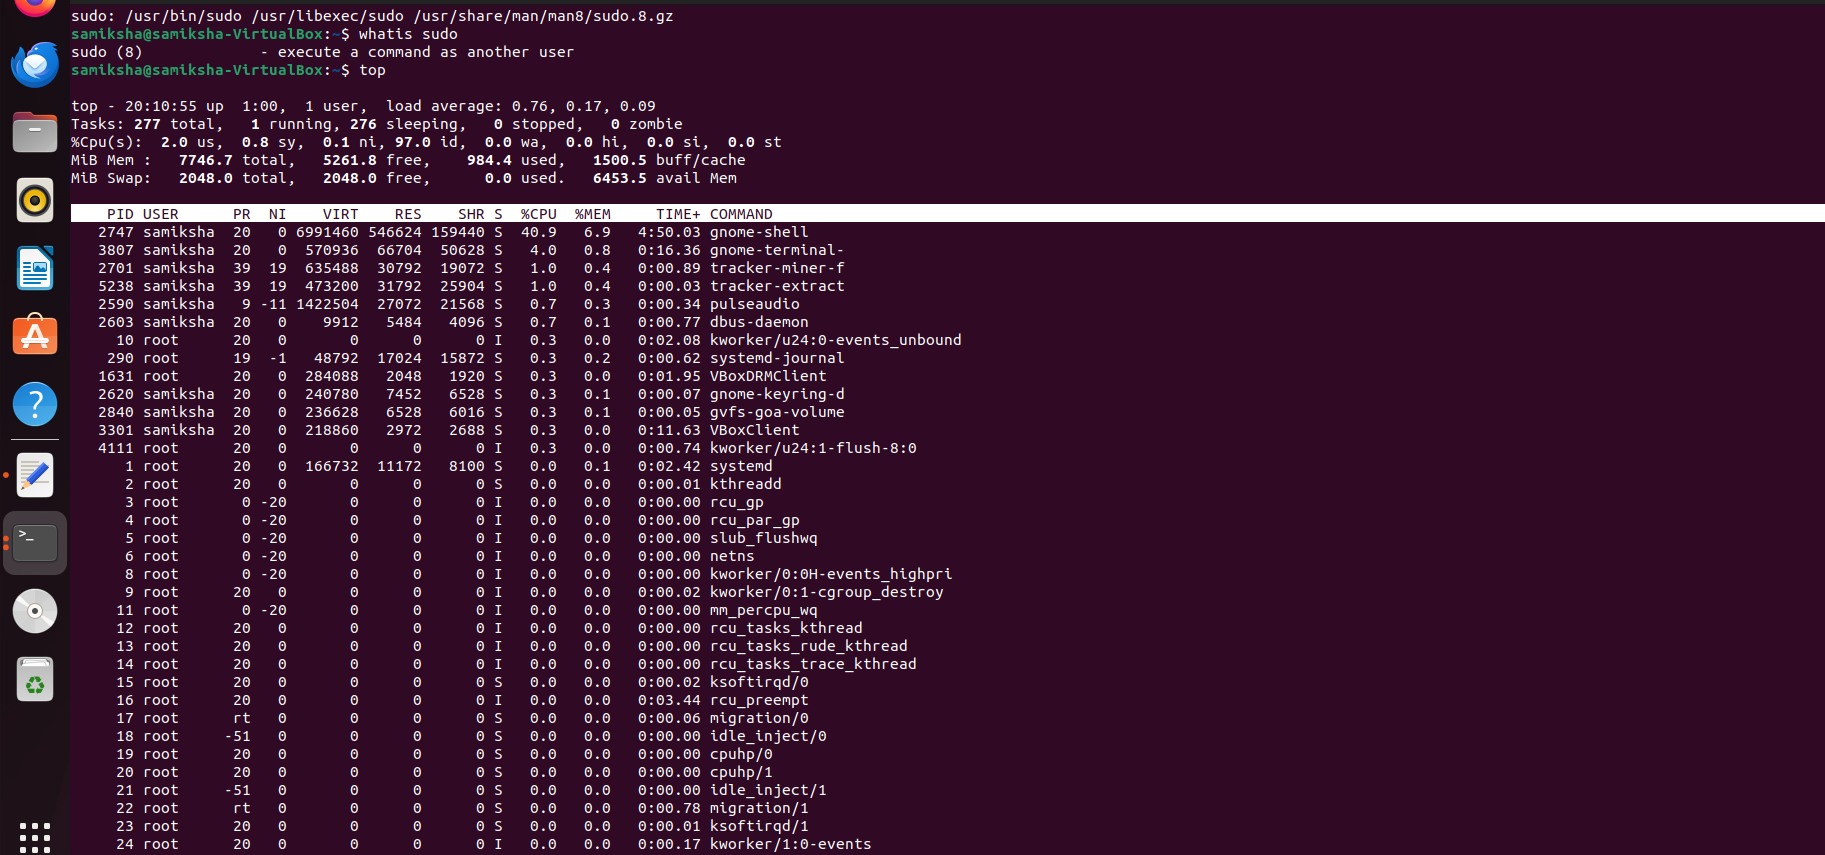 sudo: /usr/bin/sudo /usr/libexec/sudo /usr/share/man/man8/sudo.8.gz
samiksha@samiksha-VirtualBox:~$ whatis sudo
sudo (8)             - execute a command as another user
samiksha@samiksha-VirtualBox:~$ top
top - 20:10:55 up  1:00,  1 user,  load average: 0.76, 0.17, 0.09
Tasks: 277 total,   1 running, 276 sleeping,   0 stopped,   0 zombie
%Cpu(s):  2.0 us,  0.8 sy,  0.1 ni, 97.0 id,  0.0 wa,  0.0 hi,  0.0 si,  0.0 st
MiB Mem :   7746.7 total,   5261.8 free,    984.4 used,   1500.5 buff/cache
MiB Swap:   2048.0 total,   2048.0 free,      0.0 used.   6453.5 avail Mem
PID USER      PR  NI    VIRT    RES    SHR S  %CPU  %MEM     TIME+ COMMAND
2747 samiksha  20   0 6991460 546624 159440 S  40.9   6.9   4:50.03 gnome-shell
3807 samiksha  20   0  570936  66704  50628 S   4.0   0.8   0:16.36 gnome-terminal-
2701 samiksha  39  19  635488  30792  19072 S   1.0   0.4   0:00.89 tracker-miner-f
5238 samiksha  39  19  473200  31792  25904 S   1.0   0.4   0:00.03 tracker-extract
2590 samiksha   9 -11 1422504  27072  21568 S   0.7   0.3   0:00.34 pulseaudio
2603 samiksha  20   0    9912   5484   4096 S   0.7   0.1   0:00.77 dbus-daemon
10 root      20   0       0      0      0 I   0.3   0.0   0:02.08 kworker/u24:0-events_unbound
290 root      19  -1   48792  17024  15872 S   0.3   0.2   0:00.62 systemd-journal
1631 root      20   0  284088   2048   1920 S   0.3   0.0   0:01.95 VBoxDRMClient
2620 samiksha  20   0  240780   7452   6528 S   0.3   0.1   0:00.07 gnome-keyring-d
2840 samiksha  20   0  236628   6528   6016 S   0.3   0.1   0:00.05 gvfs-goa-volume
3301 samiksha  20   0  218860   2972   2688 S   0.3   0.0   0:11.63 VBoxClient
4111 root      20   0       0      0      0 I   0.3   0.0   0:00.74 kworker/u24:1-flush-8:0
1 root      20   0  166732  11172   8100 S   0.0   0.1   0:02.42 systemd
2 root      20   0       0      0      0 S   0.0   0.0   0:00.01 kthreadd
3 root       0 -20       0      0      0 I   0.0   0.0   0:00.00 rcu_gp
4 root       0 -20       0      0      0 I   0.0   0.0   0:00.00 rcu_par_gp
5 root       0 -20       0      0      0 I   0.0   0.0   0:00.00 slub_flushwq
6 root       0 -20       0      0      0 I   0.0   0.0   0:00.00 netns
8 root       0 -20       0      0      0 I   0.0   0.0   0:00.00 kworker/0:0H-events_highpri
9 root      20   0       0      0      0 I   0.0   0.0   0:00.02 kworker/0:1-cgroup_destroy
11 root       0 -20       0      0      0 I   0.0   0.0   0:00.00 mm_percpu_wq
12 root      20   0       0      0      0 I   0.0   0.0   0:00.00 rcu_tasks_kthread
13 root      20   0       0      0      0 I   0.0   0.0   0:00.00 rcu_tasks_rude_kthread
14 root      20   0       0      0      0 I   0.0   0.0   0:00.00 rcu_tasks_trace_kthread
15 root      20   0       0      0      0 S   0.0   0.0   0:00.02 ksoftirqd/0
16 root      20   0       0      0      0 I   0.0   0.0   0:03.44 rcu_preempt
17 root      rt   0       0      0      0 S   0.0   0.0   0:00.06 migration/0
18 root     -51   0       0      0      0 S   0.0   0.0   0:00.00 idle_inject/0
19 root      20   0       0      0      0 S   0.0   0.0   0:00.00 cpuhp/0
20 root      20   0       0      0      0 S   0.0   0.0   0:00.00 cpuhp/1
21 root     -51   0       0      0      0 S   0.0   0.0   0:00.00 idle_inject/1
22 root      rt   0       0      0      0 S   0.0   0.0   0:00.78 migration/1
23 root      20   0       0      0      0 S   0.0   0.0   0:00.01 ksoftirqd/1
24 root      20   0       0      0      0 I   0.0   0.0   0:00.17 kworker/1:0-events